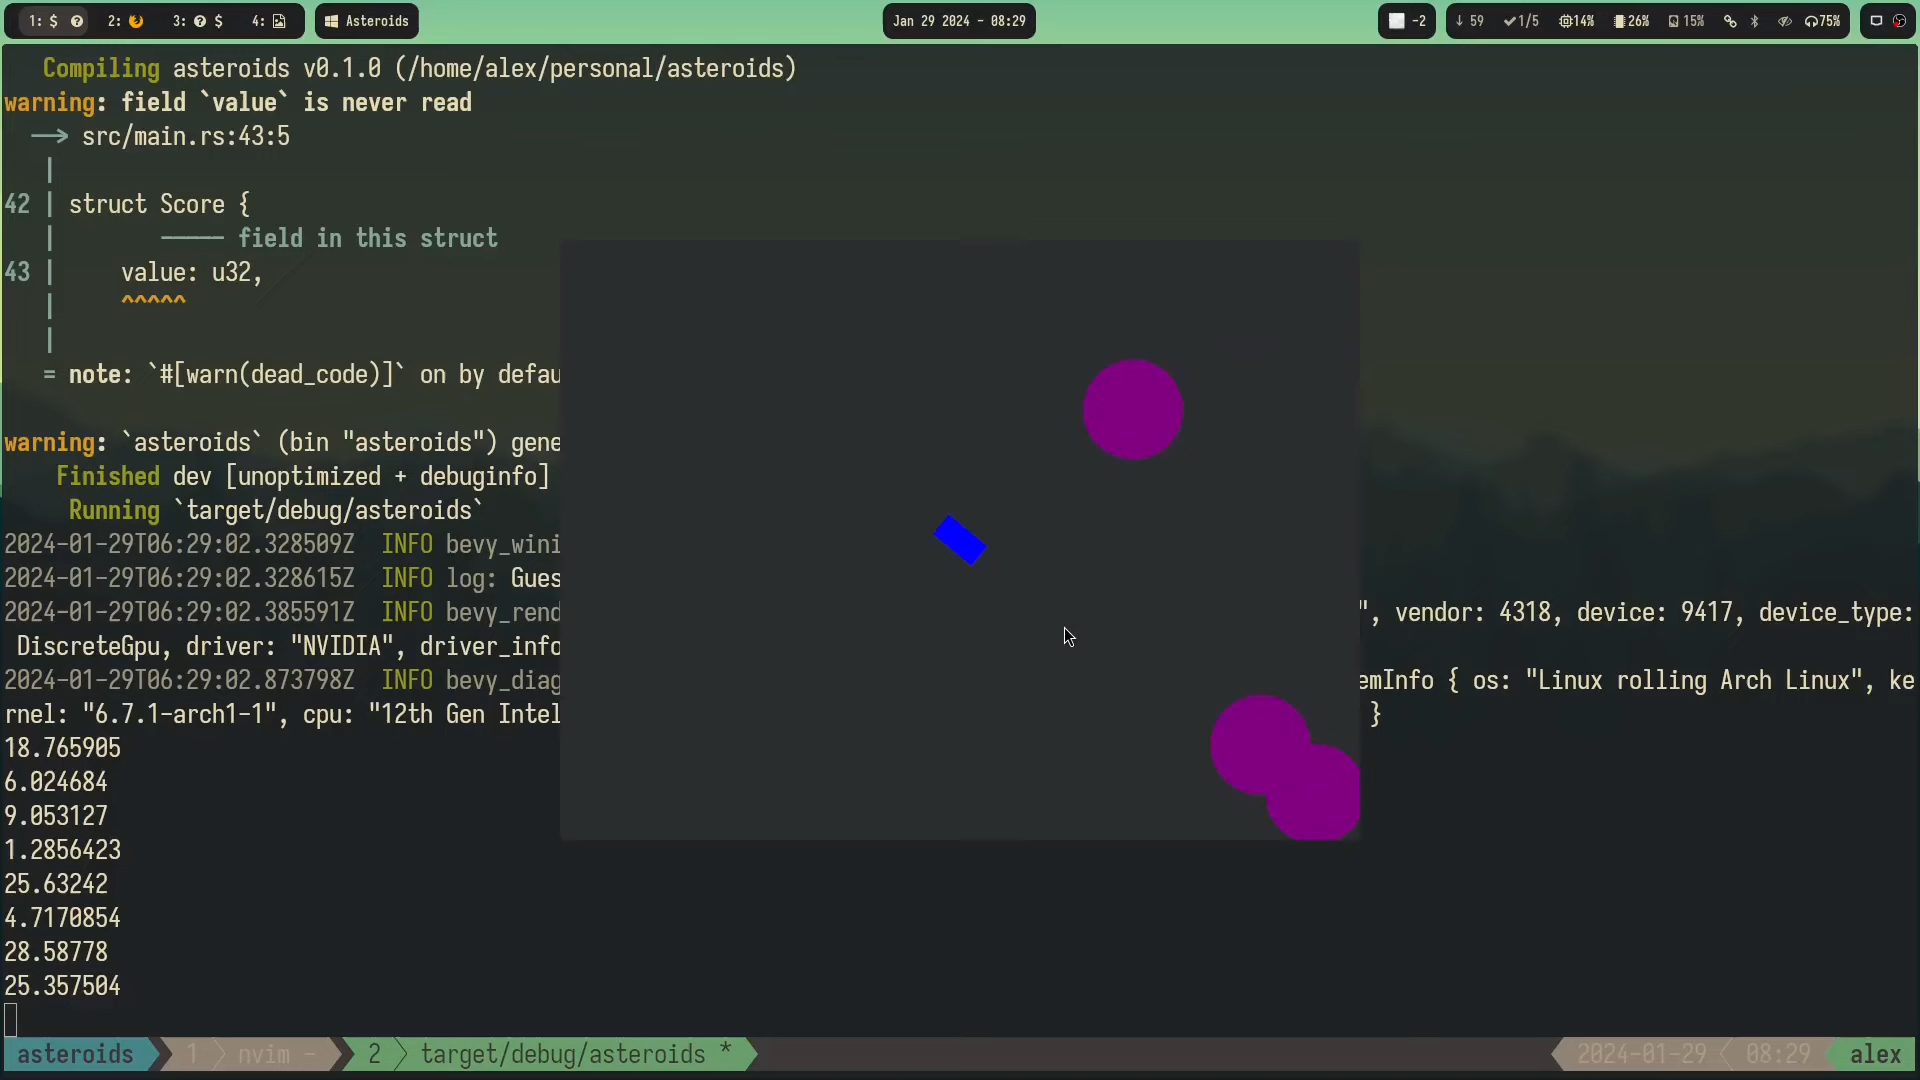 1: $ 2: 3: $ 4: Asteroids Jan 29 2024 - 08:29 -2 59 1/5 14% 26% 15% 75%
Compiling asteroids v0.1.0 (/home/alex/personal/asteroids)
warning: field `value` is never read
--> src/main.rs:43:5
|
42 | struct Score {
| ----- field in this struct
43 | value: u32,
| ^^^^^
|
= note: `#[warn(dead_code)]` on by defau
warning: `asteroids` (bin "asteroids") gene
Finished dev [unoptimized + debuginfo]
Running `target/debug/asteroids`
2024-01-29T06:29:02.328509Z INFO bevy_wini
2024-01-29T06:29:02.328615Z INFO log: Gues
2024-01-29T06:29:02.385591Z INFO bevy_rend ", vendor: 4318, device: 9417, device_type:
DiscreteGpu, driver: "NVIDIA", driver_info
2024-01-29T06:29:02.873798Z INFO bevy_diag emInfo { os: "Linux rolling Arch Linux", ke
rnel: "6.7.1-arch1-1", cpu: "12th Gen Intel }
18.765905
6.024684
9.053127
1.2856423
25.63242
4.7170854
28.58778
25.357504
asteroids 1 nvim - 2 target/debug/asteroids * 2024-01-29 08:29 alex